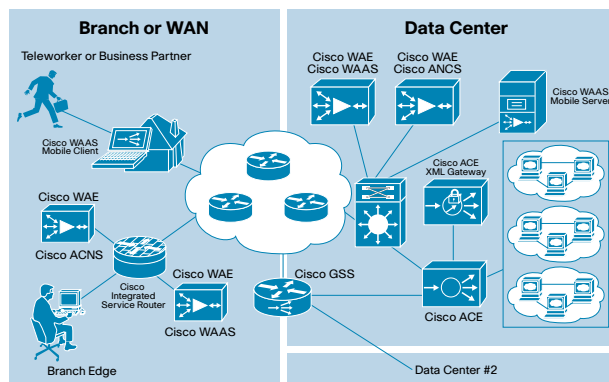 Branch or WAN
Teleworker or Business Partner
Cisco WAAS
Mobile Client
Cisco WAE
Cisco ACNS
Cisco
Integrated
Service Router
Cisco WAE
Cisco WAAS
Branch Edge
Data Center
Cisco WAE
Cisco WAAS
Cisco WAE
Cisco ANCS
Cisco WAAS
Mobile Server
Cisco ACE
XML Gateway
Cisco GSS
Cisco ACE
Data Center #2